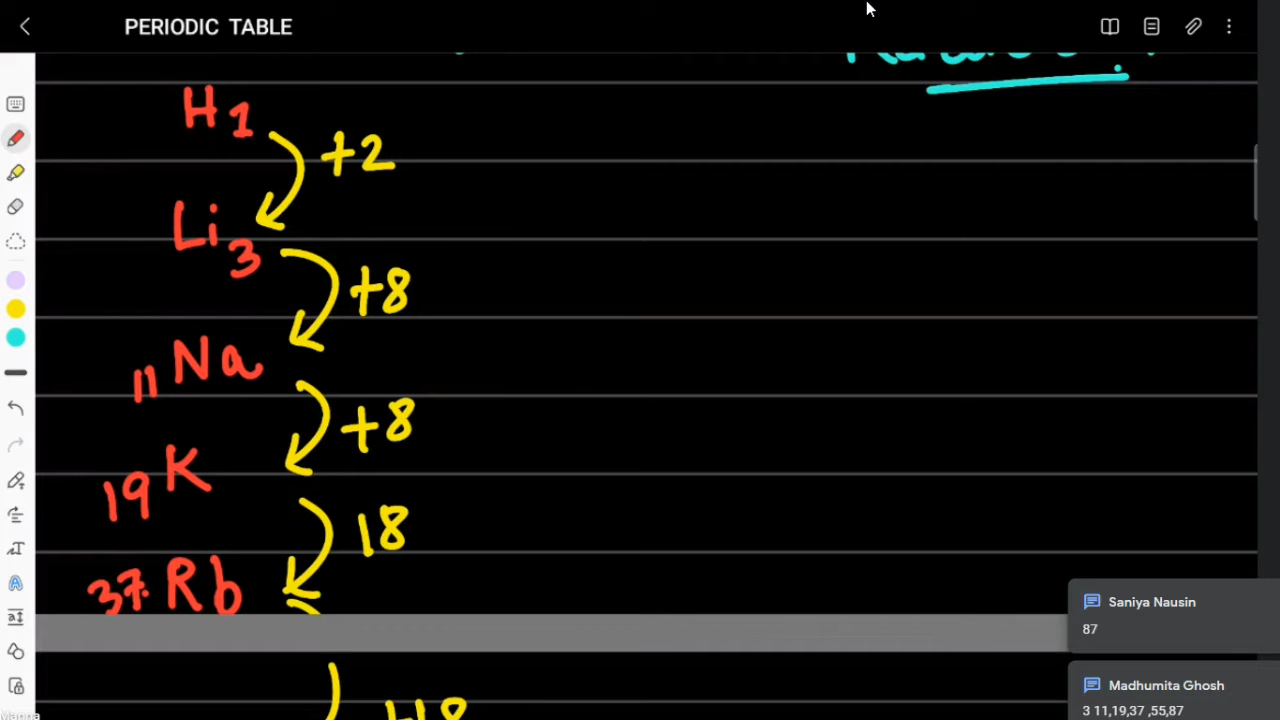 PERIODIC TABLE
H 1
+2
Li 3
+8
11 Na
+8
19 K
18
37 Rb
+18
Saniya Nausin
87
Madhumita Ghosh
3 11,19,37 ,55,87